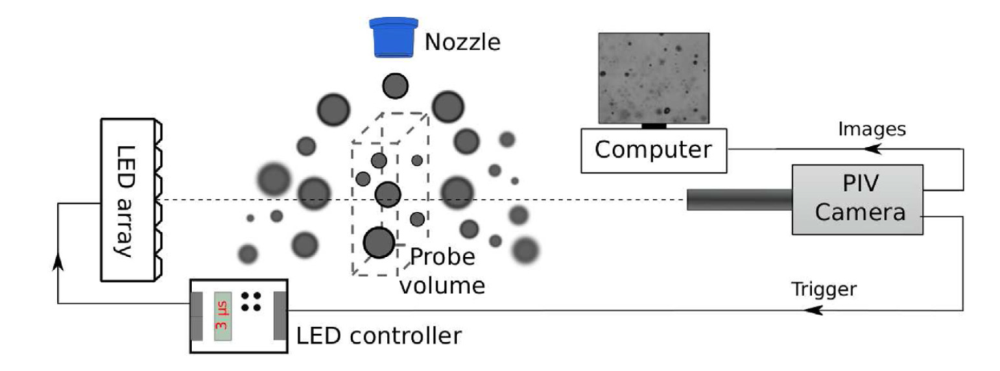 Nozzle
Images
Computer
LED array
PIV
Camera
Probe
volume
Trigger
3 µs
LED controller